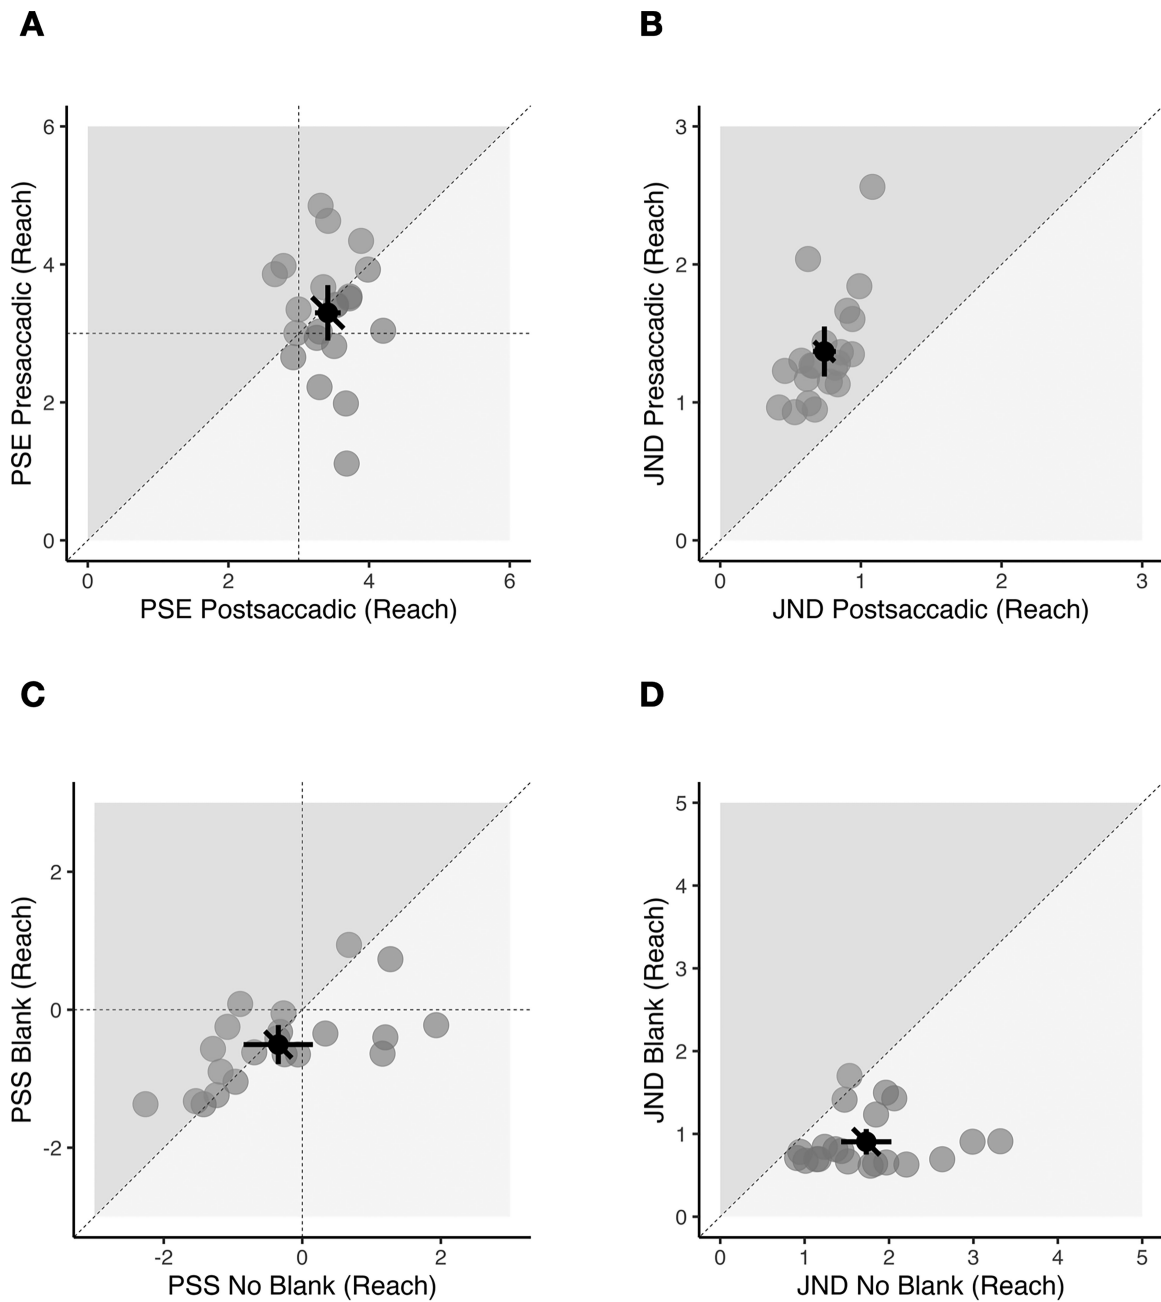 A
B
PSE Presaccadic (Reach)
6
4
2
0
0 2 4 6
PSE Postsaccadic (Reach)
JND Presaccadic (Reach)
3
2
1
0
0 1 2 3
JND Postsaccadic (Reach)
C
D
PSS Blank (Reach)
2
0
-2
-2 0 2
PSS No Blank (Reach)
JND Blank (Reach)
5
4
3
2
1
0
0 1 2 3 4 5
JND No Blank (Reach)